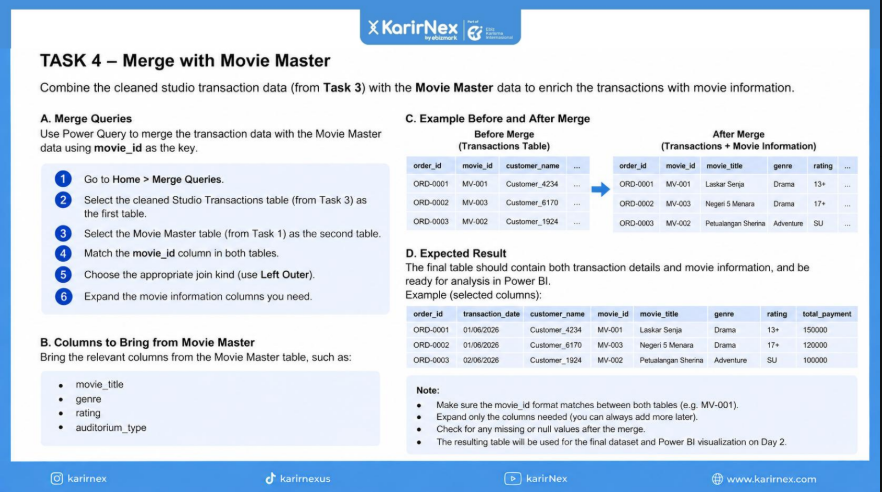 KarirNex
by ebizmark
Part of
Ebiz
Karisma
International
TASK 4 – Merge with Movie Master
Combine the cleaned studio transaction data (from Task 3) with the Movie Master data to enrich the transactions with movie information.
A. Merge Queries
Use Power Query to merge the transaction data with the Movie Master
data using movie_id as the key.
1 Go to Home > Merge Queries.
2 Select the cleaned Studio Transactions table (from Task 3) as
the first table.
3 Select the Movie Master table (from Task 1) as the second table.
4 Match the movie_id column in both tables.
5 Choose the appropriate join kind (use Left Outer).
6 Expand the movie information columns you need.
B. Columns to Bring from Movie Master
Bring the relevant columns from the Movie Master table, such as:
• movie_title
• genre
• rating
• auditorium_type
C. Example Before and After Merge
Before Merge
(Transactions Table)
order_id movie_id customer_name ...
ORD-0001 MV-001 Customer_4234 ...
ORD-0002 MV-003 Customer_6170 ...
ORD-0003 MV-002 Customer_1924 ...
After Merge
(Transactions + Movie Information)
order_id movie_id movie_title genre rating ...
ORD-0001 MV-001 Laskar Senja Drama 13+ ...
ORD-0002 MV-003 Negeri 5 Menara Drama 17+ ...
ORD-0003 MV-002 Petualangan Sherina Adventure SU ...
D. Expected Result
The final table should contain both transaction details and movie information, and be
ready for analysis in Power BI.
Example (selected columns):
order_id transaction_date customer_name movie_id movie_title genre rating total_payment
ORD-0001 01/06/2026 Customer_4234 MV-001 Laskar Senja Drama 13+ 150000
ORD-0002 01/06/2026 Customer_6170 MV-003 Negeri 5 Menara Drama 17+ 120000
ORD-0003 02/06/2026 Customer_1924 MV-002 Petualangan Sherina Adventure SU 100000
Note:
• Make sure the movie_id format matches between both tables (e.g. MV-001).
• Expand only the columns needed (you can always add more later).
• Check for any missing or null values after the merge.
• The resulting table will be used for the final dataset and Power BI visualization on Day 2.
karirnex
karirnexus
karirNex
www.karirnex.com